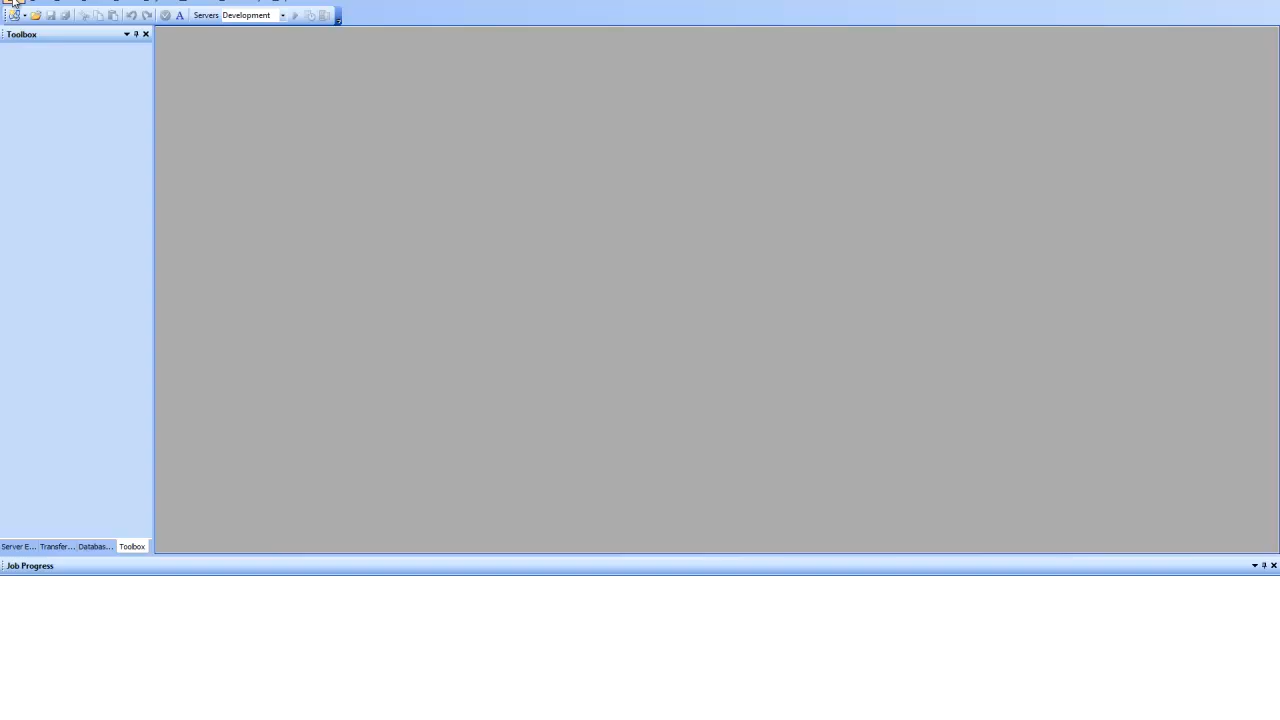 A Servers Development
Toolbox
Server E... Transfer... Databas... Toolbox
Job Progress